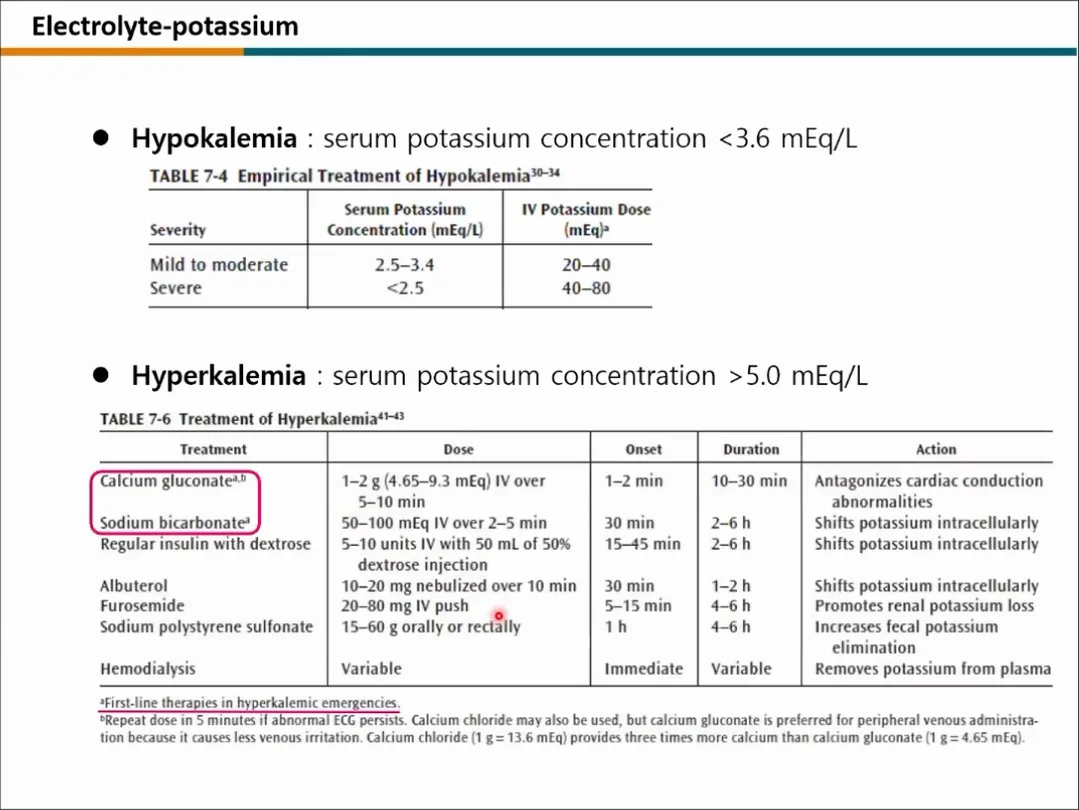 Electrolyte-potassium
● Hypokalemia : serum potassium concentration <3.6 mEq/L
TABLE 7-4 Empirical Treatment of Hypokalemia³⁰⁻³⁴
Severity | Serum Potassium Concentration (mEq/L) | IV Potassium Dose (mEq)ᵃ
Mild to moderate | 2.5–3.4 | 20–40
Severe | <2.5 | 40–80
● Hyperkalemia : serum potassium concentration >5.0 mEq/L
TABLE 7-6 Treatment of Hyperkalemia⁴¹⁻⁴³
Treatment | Dose | Onset | Duration | Action
Calcium gluconateᵃ,ᵇ | 1–2 g (4.65–9.3 mEq) IV over 5–10 min | 1–2 min | 10–30 min | Antagonizes cardiac conduction abnormalities
Sodium bicarbonateᵃ | 50–100 mEq IV over 2–5 min | 30 min | 2–6 h | Shifts potassium intracellularly
Regular insulin with dextrose | 5–10 units IV with 50 mL of 50% dextrose injection | 15–45 min | 2–6 h | Shifts potassium intracellularly
Albuterol | 10–20 mg nebulized over 10 min | 30 min | 1–2 h | Shifts potassium intracellularly
Furosemide | 20–80 mg IV push | 5–15 min | 4–6 h | Promotes renal potassium loss
Sodium polystyrene sulfonate | 15–60 g orally or rectally | 1 h | 4–6 h | Increases fecal potassium elimination
Hemodialysis | Variable | Immediate | Variable | Removes potassium from plasma
ᵃFirst-line therapies in hyperkalemic emergencies.
ᵇRepeat dose in 5 minutes if abnormal ECG persists. Calcium chloride may also be used, but calcium gluconate is preferred for peripheral venous administra-
tion because it causes less venous irritation. Calcium chloride (1 g = 13.6 mEq) provides three times more calcium than calcium gluconate (1 g = 4.65 mEq).